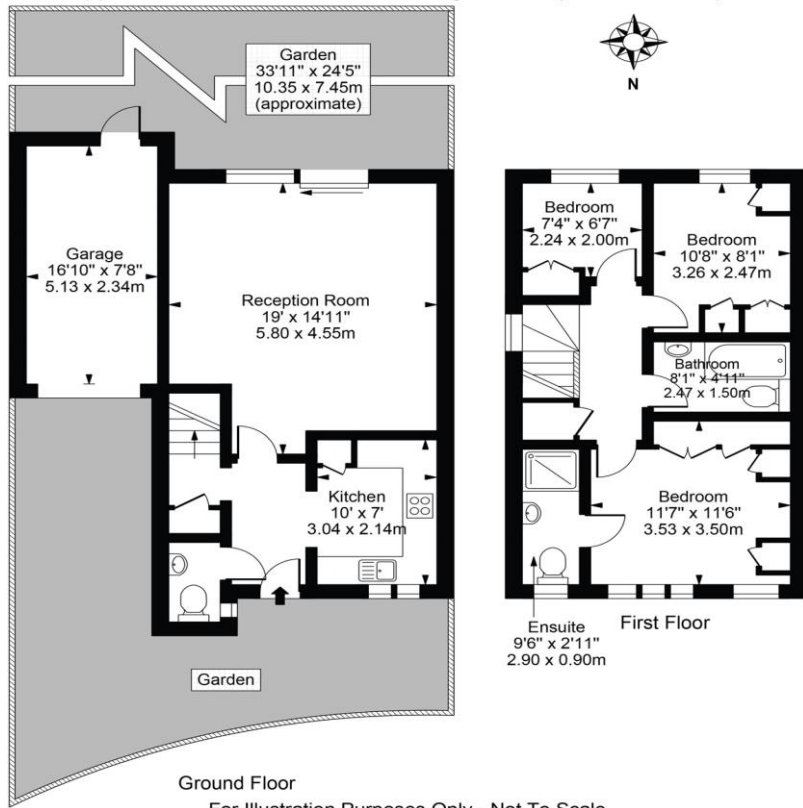 Garden
33'11" x 24'5"
10.35 x 7.45m
(approximate)
N
Garage
16'10" x 7'8"
5.13 x 2.34m
Reception Room
19' x 14'11"
5.80 x 4.55m
Kitchen
10' x 7'
3.04 x 2.14m
Garden
Ground Floor
Bedroom
7'4" x 6'7"
2.24 x 2.00m
Bedroom
10'8" x 8'1"
3.26 x 2.47m
Bathroom
8'1" x 4'11"
2.47 x 1.50m
Bedroom
11'7" x 11'6"
3.53 x 3.50m
Ensuite
9'6" x 2'11"
2.90 x 0.90m
First Floor
For Illustration Purposes Only - Not To Scale